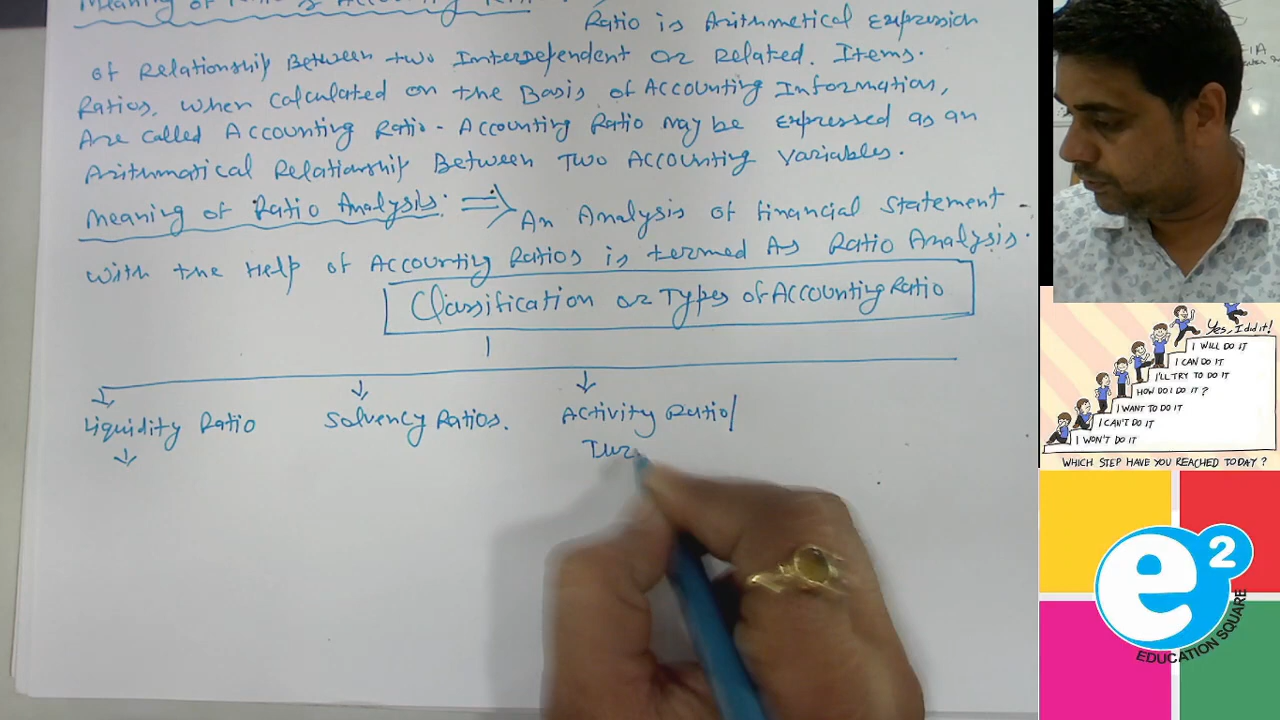 Meaning of Ratio & Accounting
Ratio is Arithmetical Expression
of Relationship Between two Interdependent or Related. Items.
Ratios, when calculated on the Basis of Accounting Information,
Are called Accounting Ratio. Accounting Ratio may be expressed as an
Arithmatical Relationship Between Two Accounting Variables.
Meaning of Ratio Analysis: ⇒ An Analysis of financial Statement
with the Help of Accounting Ratios is termed As Ratio Analysis.
Classification or Types of Accounting Ratio
Liquidity Ratio
Solvency Ratios.
Activity Ratio/
Tur
Yes, I did it!
I WILL DO IT
I CAN DO IT
I'LL TRY TO DO IT
HOW DO I DO IT?
I WANT TO DO IT
I CAN'T DO IT
I WON'T DO IT
WHICH STEP HAVE YOU REACHED TODAY?
e2
EDUCATION SQUARE